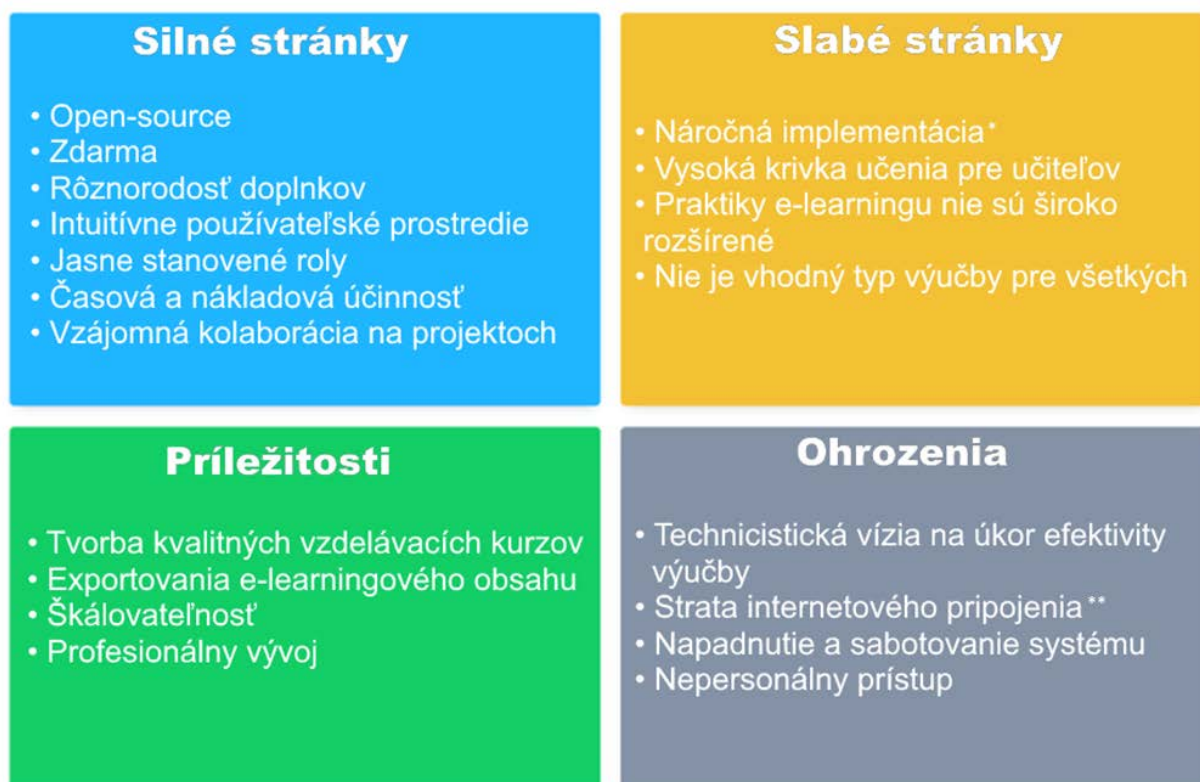 Silné stránky
• Open-source
• Zdarma
• Rôznorodosť doplnkov
• Intuitívne používateľské prostredie
• Jasne stanovené roly
• Časová a nákladová účinnosť
• Vzájomná kolaborácia na projektoch
Slabé stránky
• Náročná implementácia*
• Vysoká krivka učenia pre učiteľov
• Praktiky e-learningu nie sú široko
rozšírené
• Nie je vhodný typ výučby pre všetkých
Príležitosti
• Tvorba kvalitných vzdelávacích kurzov
• Exportovania e-learningového obsahu
• Škálovateľnosť
• Profesionálny vývoj
Ohrozenia
• Technicistická vízia na úkor efektivity
výučby
• Strata internetového pripojenia**
• Napadnutie a sabotovanie systému
• Nepersonálny prístup